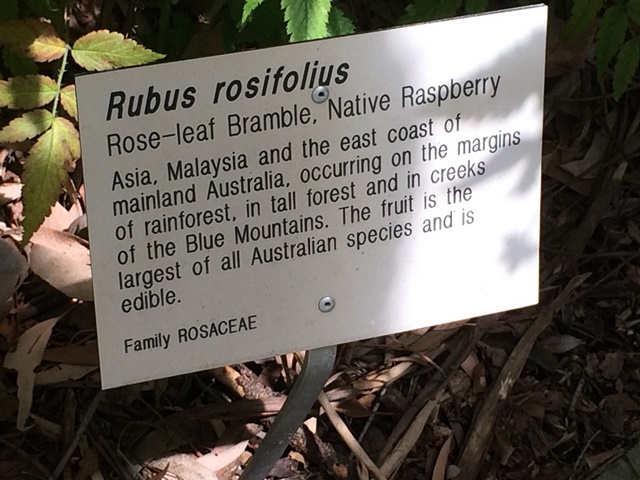 Rubus rosifolius
Rose-leaf Bramble, Native Raspberry
Asia, Malaysia and the east coast of
mainland Australia, occurring on the margins
of rainforest, in tall forest and in creeks
of the Blue Mountains. The fruit is the
largest of all Australian species and is
edible.
Family ROSACEAE